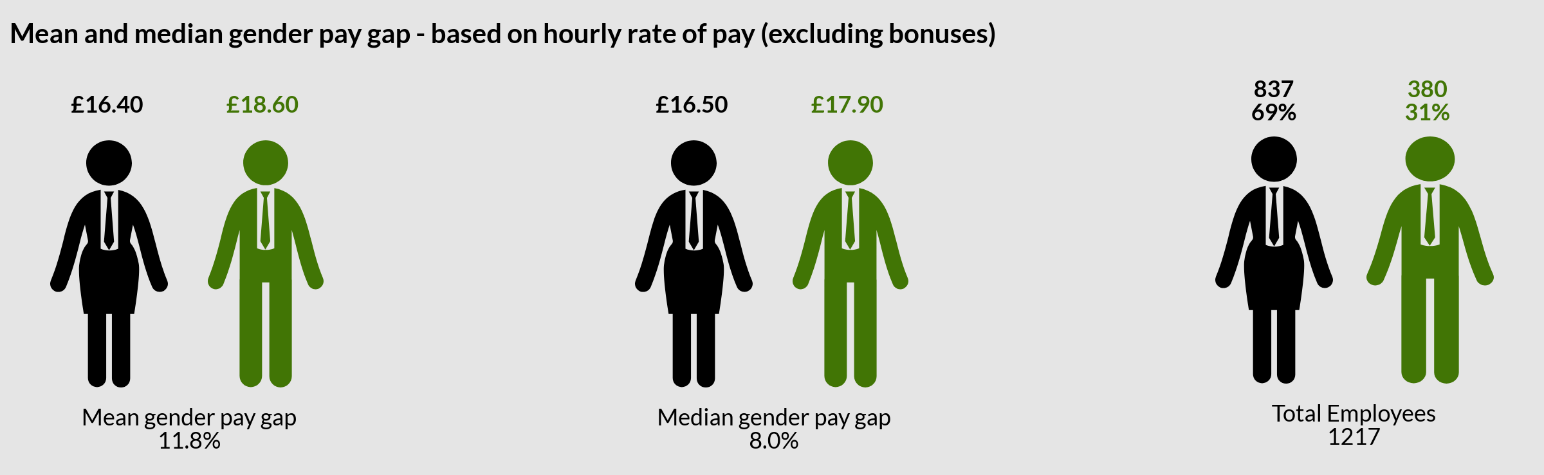 Mean and median gender pay gap - based on hourly rate of pay (excluding bonuses)
£16.40 £18.60
Mean gender pay gap
11.8%
£16.50 £17.90
Median gender pay gap
8.0%
837 380
69% 31%
Total Employees
1217